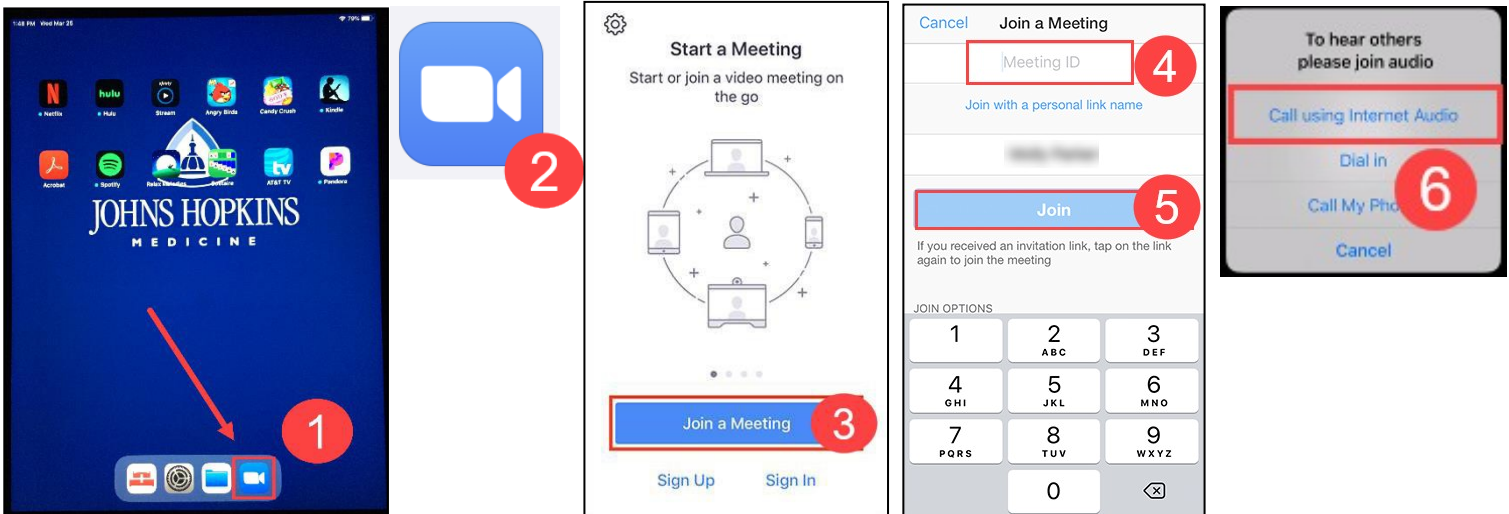 1:48 PM Wed Mar 25
79%
Netflix
hulu
Hulu
Stream
Angry Birds
Candy Crush
Kindle
Acrobat
Spotify
Relax Melodies
Solitaire
tv
AT&T TV
Pandora
JOHNS HOPKINS
MEDICINE
1
2
Start a Meeting
Start or join a video meeting on
the go
Join a Meeting
3
Sign Up
Sign In
Cancel
Join a Meeting
Meeting ID
4
Join with a personal link name
Join
5
If you received an invitation link, tap on the link
again to join the meeting
JOIN OPTIONS
1
2
ABC
3
DEF
4
GHI
5
JKL
6
MNO
7
PQRS
8
TUV
9
WXYZ
0
To hear others
please join audio
Call using Internet Audio
Dial in
Call My Pho
6
Cancel